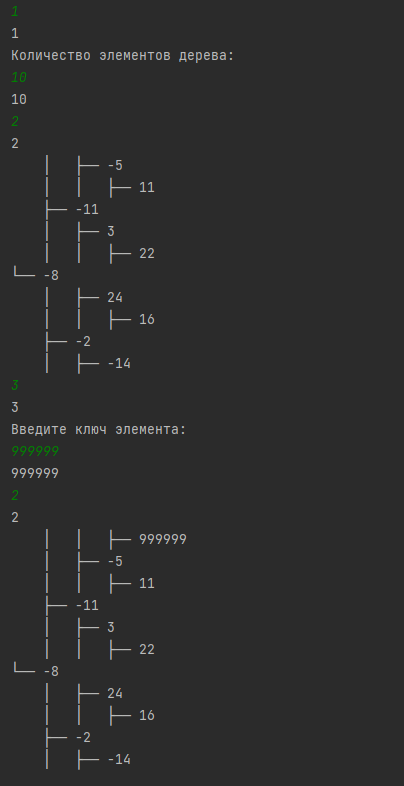 1
1
Количество элементов дерева:
10
10
2
2
    │   ├── -5
    │   │   ├── 11
    ├── -11
    │   ├── 3
    │   │   ├── 22
└── -8
    │   ├── 24
    │   │   ├── 16
    ├── -2
    │   ├── -14
3
3
Введите ключ элемента:
999999
999999
2
2
    │   │   ├── 999999
    │   ├── -5
    │   │   ├── 11
    ├── -11
    │   ├── 3
    │   │   ├── 22
└── -8
    │   ├── 24
    │   │   ├── 16
    ├── -2
    │   ├── -14